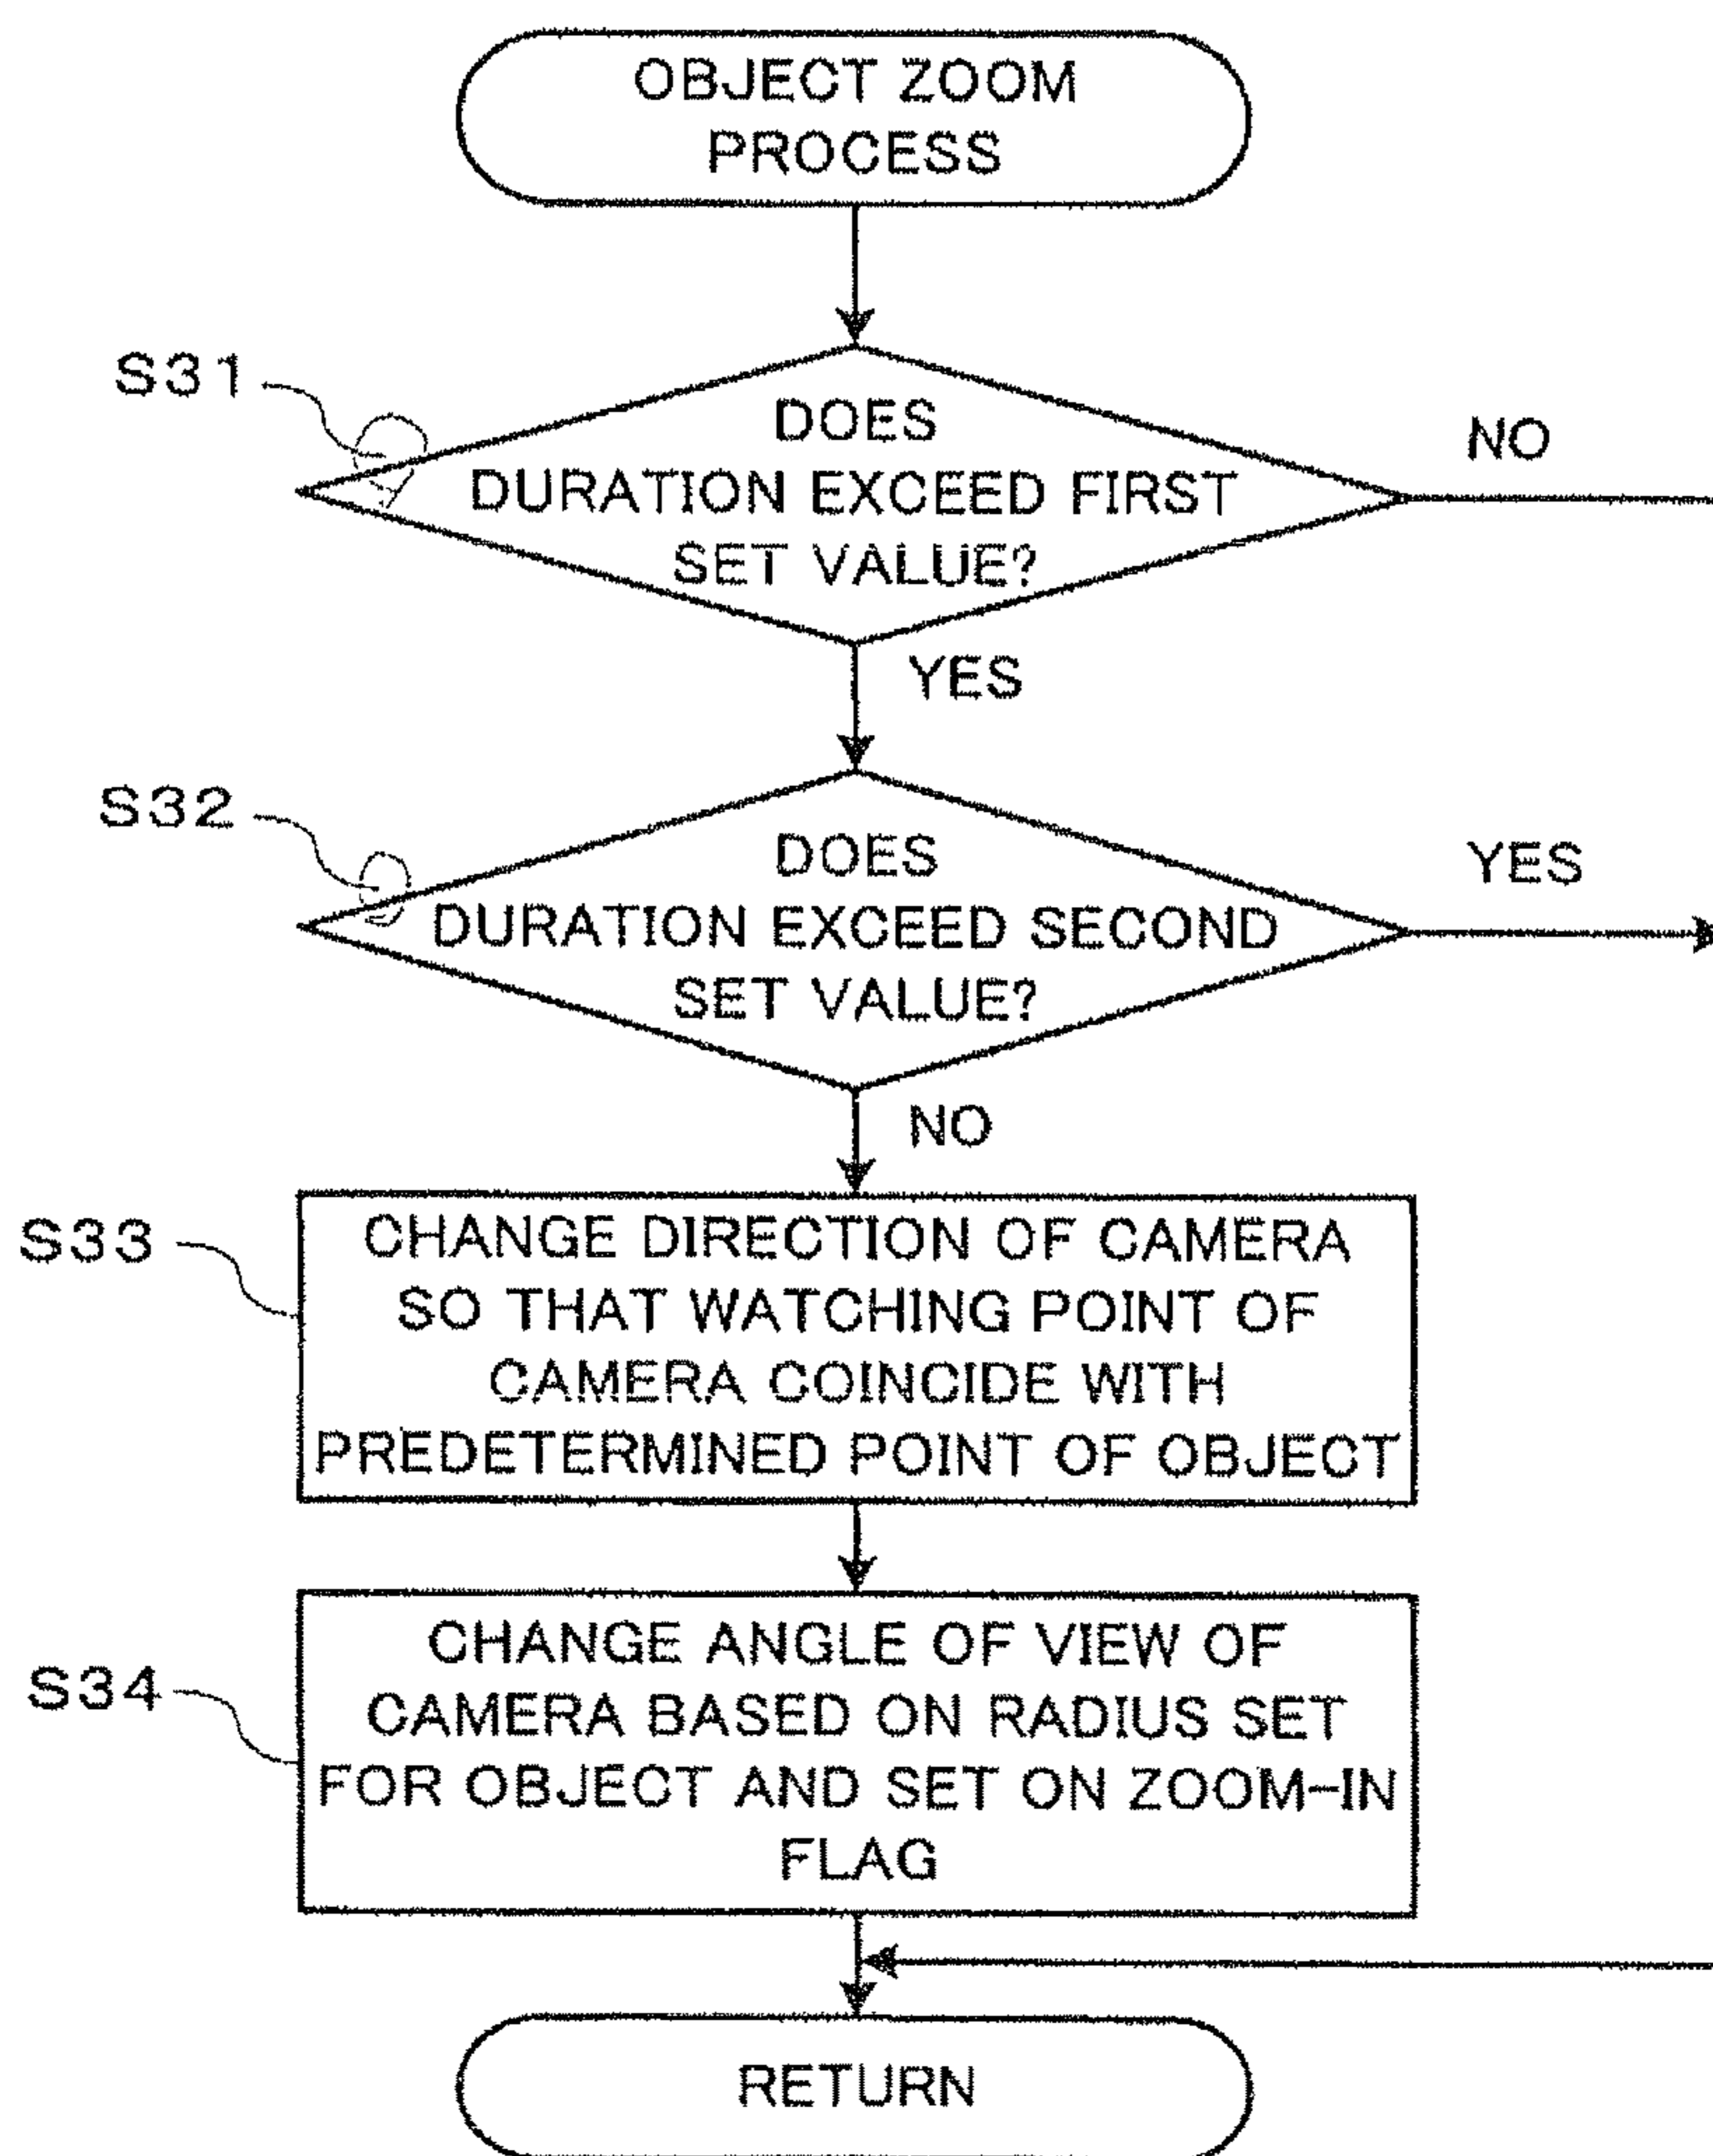 OBJECT ZOOM
PROCESS
S31
DOES
DURATION EXCEED FIRST
SET VALUE?
NO
YES
S32
DOES
DURATION EXCEED SECOND
SET VALUE?
YES
NO
S33
CHANGE DIRECTION OF CAMERA
SO THAT WATCHING POINT OF
CAMERA COINCIDE WITH
PREDETERMINED POINT OF OBJECT
S34
CHANGE ANGLE OF VIEW OF
CAMERA BASED ON RADIUS SET
FOR OBJECT AND SET ON ZOOM-IN
FLAG
RETURN